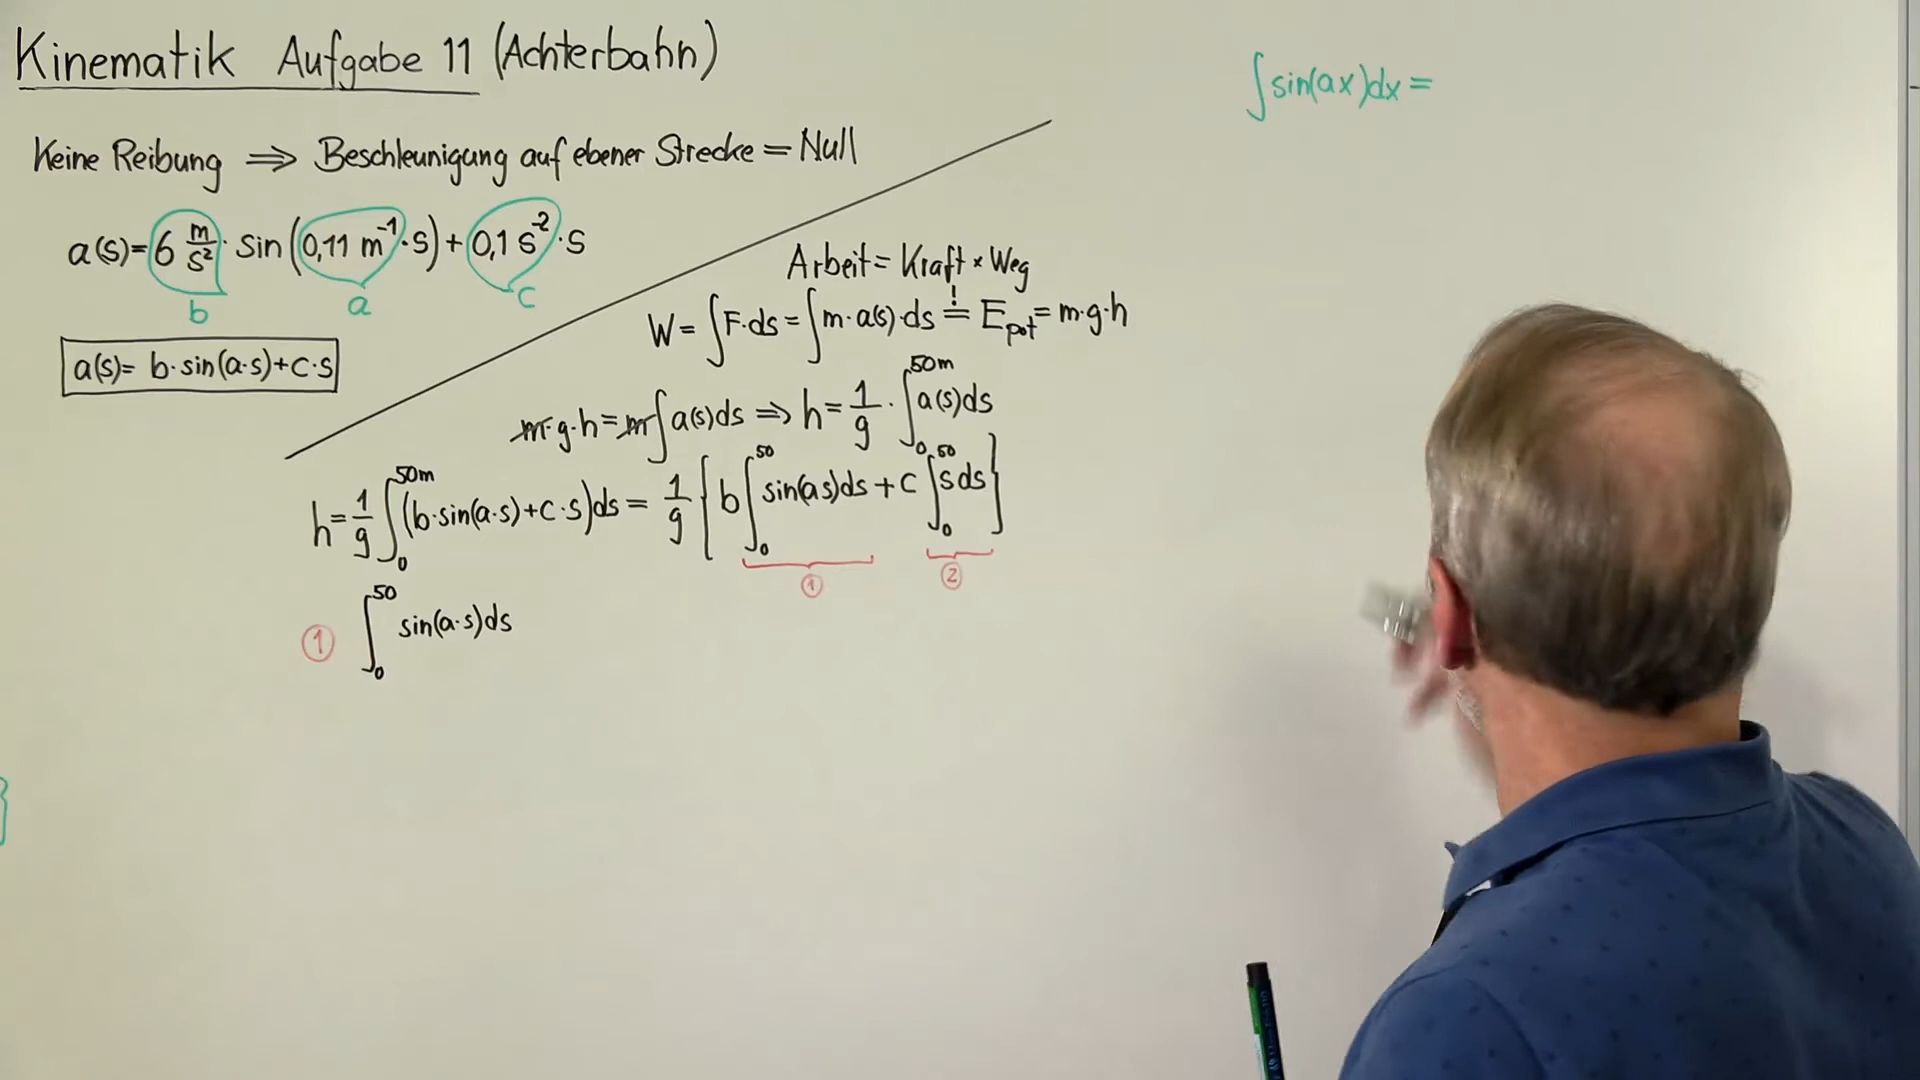 Kinematik Aufgabe 11 (Achterbahn)
∫sin(ax)dx=
Keine Reibung ⇒ Beschleunigung auf ebener Strecke = Null
a(s)= 6 m/s² · sin(0,11 m⁻¹·s)+0,1 s⁻²·s
b a c
a(s)= b·sin(a·s)+c·s
Arbeit = Kraft × Weg
W= ∫F·ds = ∫m·a(s)·ds =! E_pot = m·g·h
m·g·h = m∫a(s)ds ⇒ h= 1/g · ∫₀^50m a(s)ds
h= 1/g ∫₀^50m (b·sin(a·s)+c·s)ds = 1/g {b ∫₀^50 sin(as)ds + c ∫₀^50 s ds}
① ②
① ∫₀^50 sin(a·s)ds